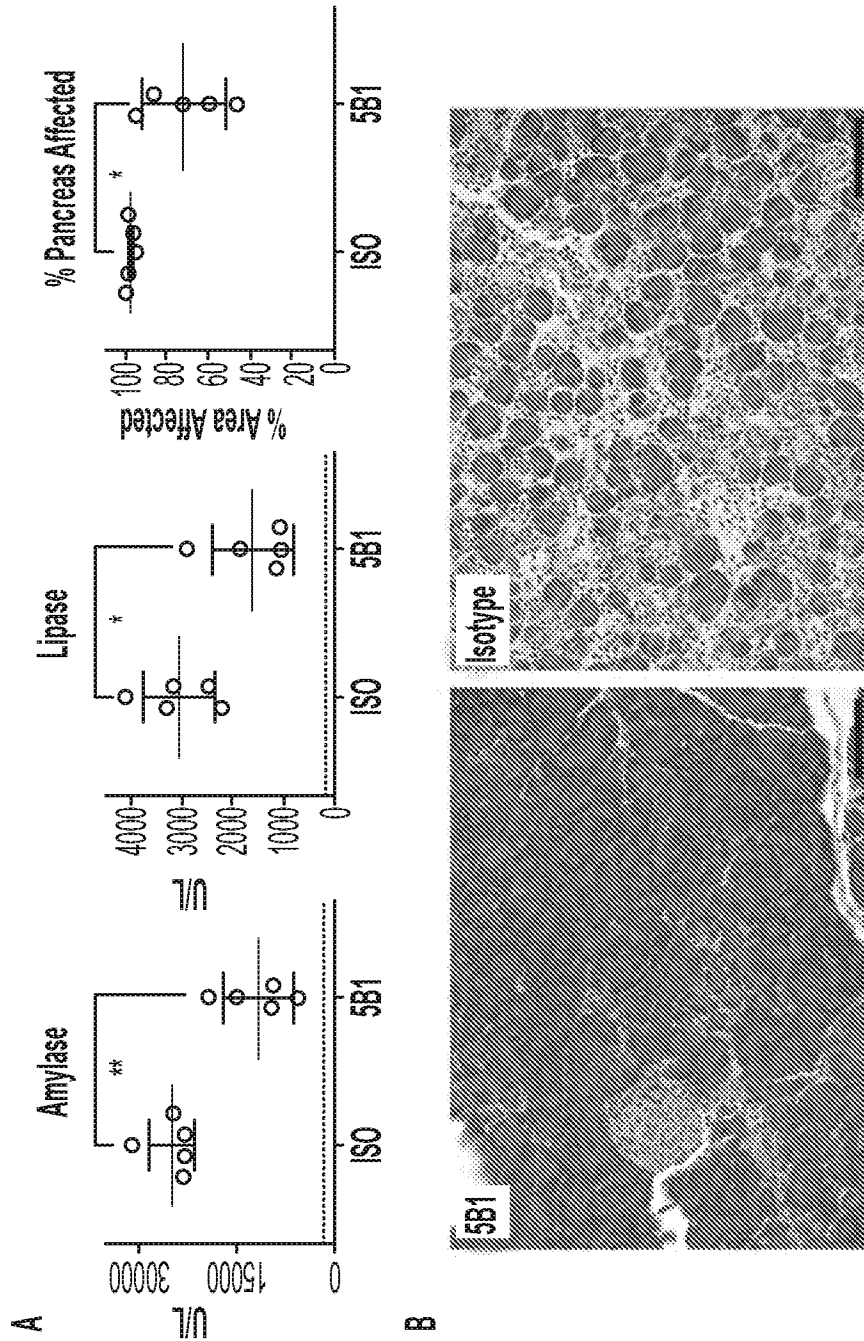 A
Amylase
**
U/L
30000
15000
0
ISO
5B1
Lipase
*
U/L
4000
3000
2000
1000
0
ISO
5B1
% Pancreas Affected
*
% Area Affected
100
80
60
40
20
0
ISO
5B1
B
5B1
Isotype